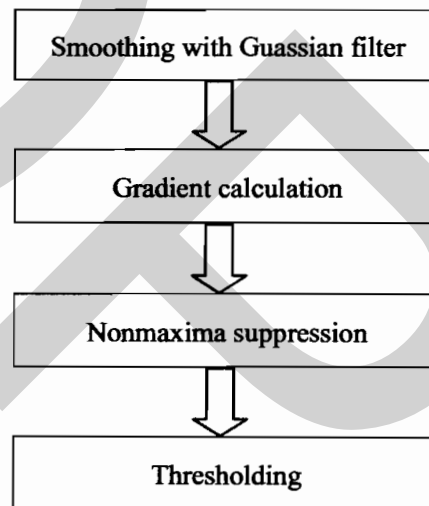 Smoothing with Guassian filter
Gradient calculation
Nonmaxima suppression
Thresholding